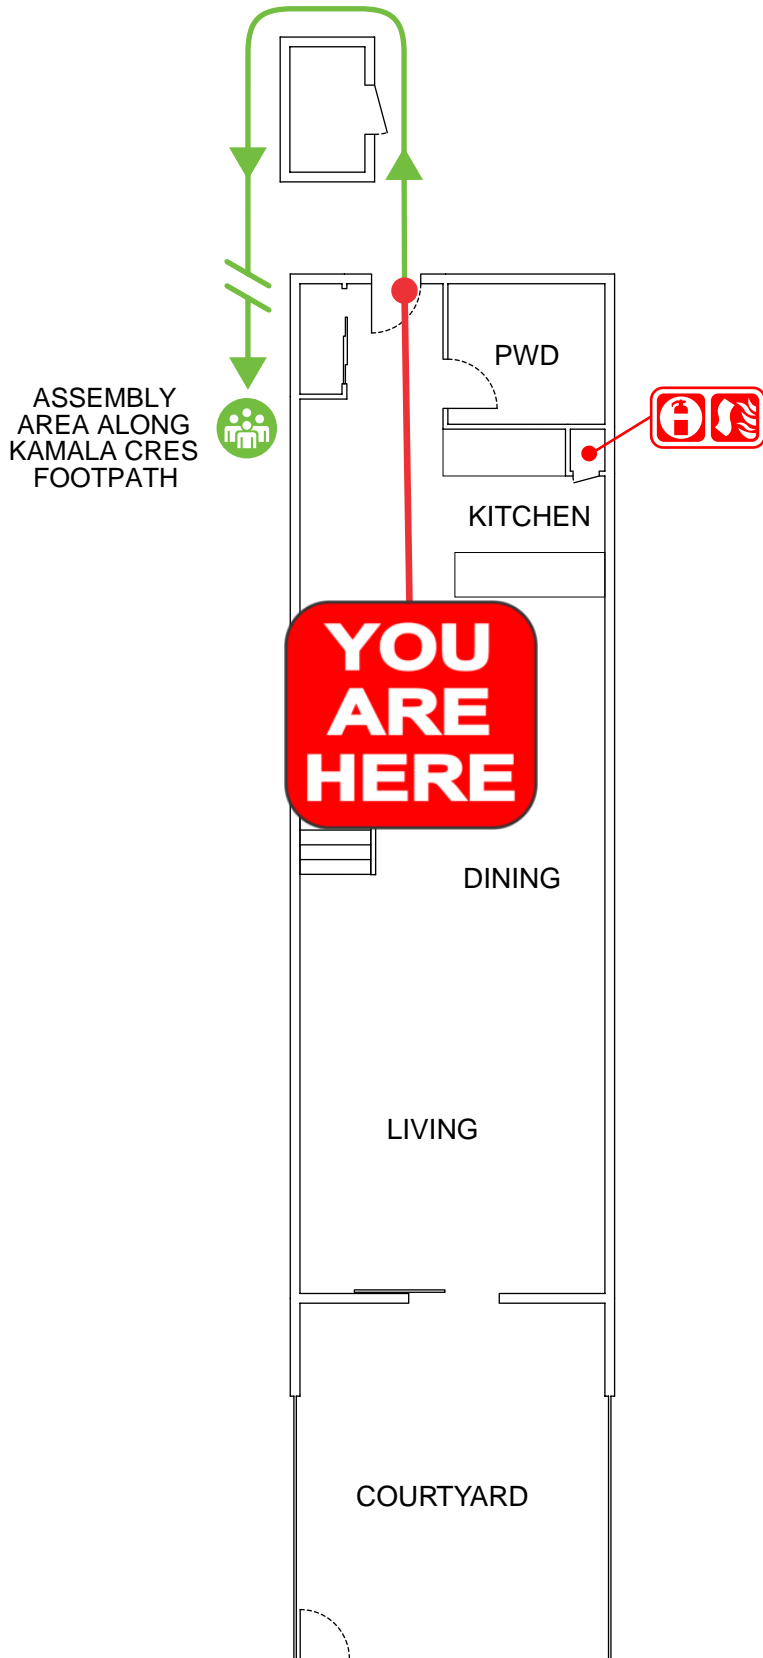 PWD
ASSEMBLY
AREA ALONG
KAMALA CRES
FOOTPATH
KITCHEN
YOU
ARE
HERE
DINING
LIVING
COURTYARD